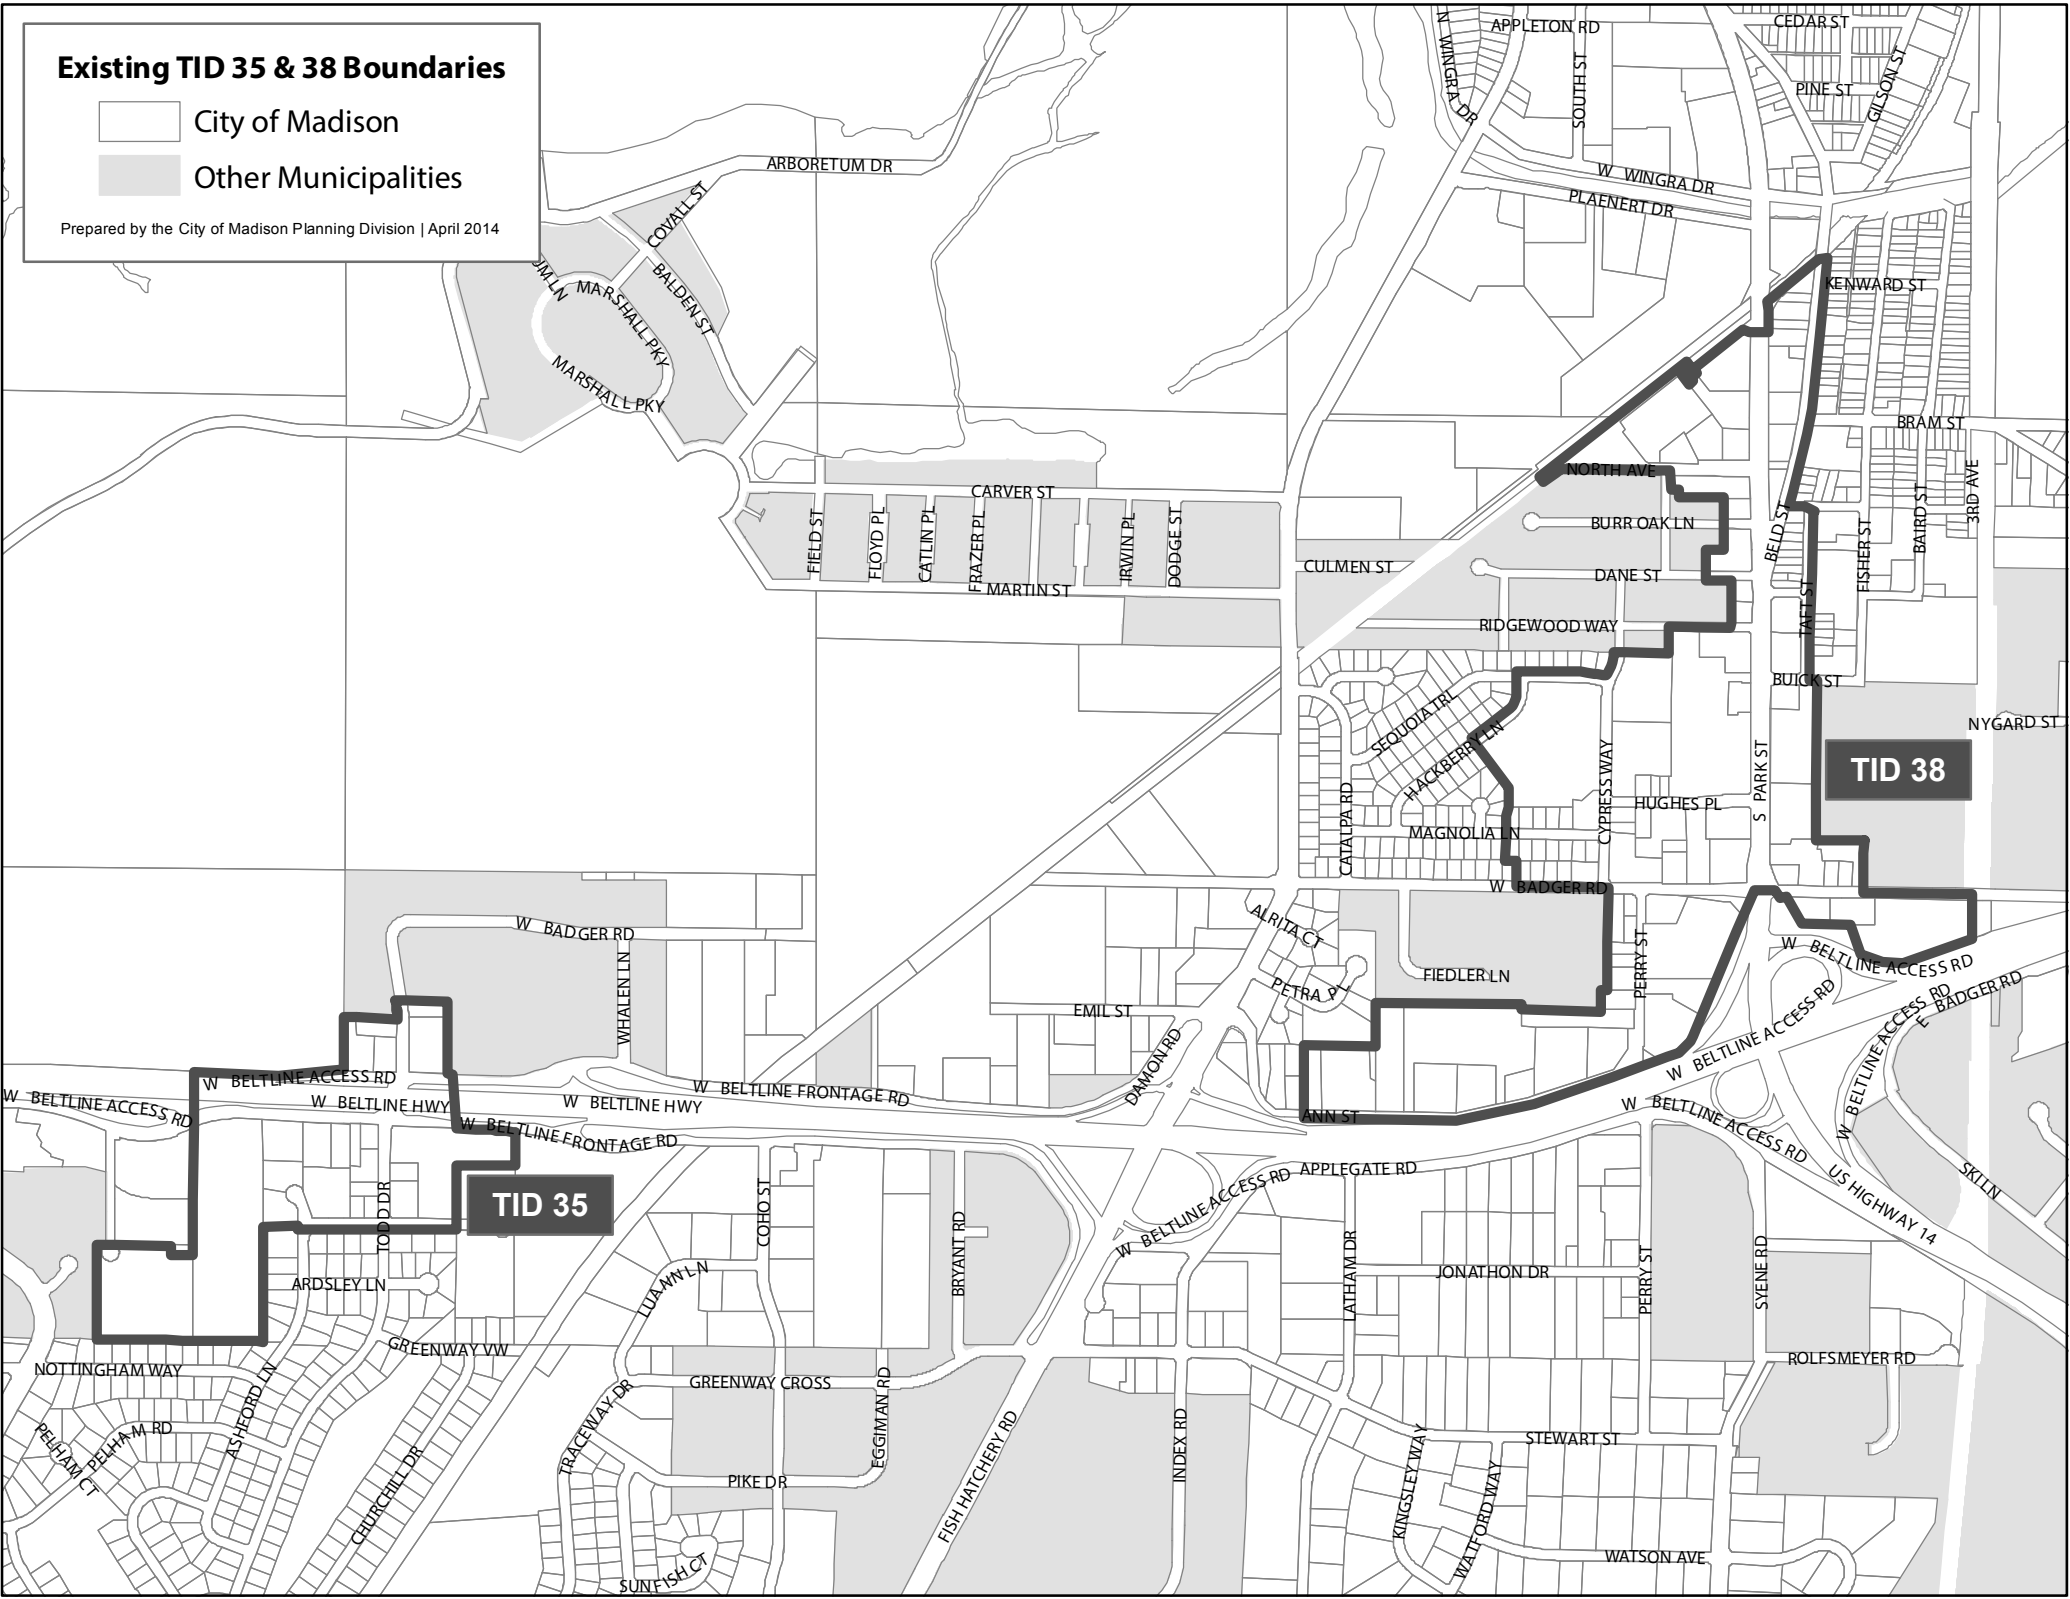 Existing TID 35 & 38 Boundaries
City of Madison
Other Municipalities
Prepared by the City of Madison Planning Division | April 2014
N WINGRA DR
APPLETON RD
SOUTH ST
CEDAR ST
PINE ST
GILSON ST
ARBORETUM DR
W WINGRA DR
PLAENERT DR
COVALL ST
BALDEN ST
LN
MARSHALL PKY
MARSHALL PKY
KENWARD ST
BRAM ST
NORTH AVE
3RD AVE
CARVER ST
FIELD ST
FLOYD PL
CATLIN PL
FRAZER PL
IRWIN PL
DODGE ST
MARTIN ST
BURR OAK LN
BELD ST
FISHER ST
BAIRD ST
CULMEN ST
DANE ST
TAFT ST
RIDGEWOOD WAY
BUICK ST
NYGARD ST
SEQUOIA TRL
HACKBERRY LN
CYPRESS WAY
S PARK ST
TID 38
CATALPA RD
HUGHES PL
MAGNOLIA LN
W BADGER RD
W BADGER RD
WHALEN LN
ALRITA CT
PETRA PL
FIEDLER LN
PERRY ST
W BELTLINE ACCESS RD
EMIL ST
DAMON RD
W BELTLINE ACCESS RD
W BELTLINE ACCESS RD
E BADGER RD
W BELTLINE ACCESS RD
W BELTLINE ACCESS RD
W BELTLINE HWY
W BELTLINE HWY
W BELTLINE FRONTAGE RD
W BELTLINE FRONTAGE RD
ANN ST
W BELTLINE ACCESS RD
TID 35
TODD DR
COHO ST
BRYANT RD
W BELTLINE ACCESS RD
APPLEGATE RD
US HIGHWAY 14
SKI LN
ARDSLEY LN
LUANN LN
LATHAM DR
JONATHON DR
PERRY ST
SYENE RD
NOTTINGHAM WAY
GREENWAY VW
ROLFSMEYER RD
ASHFORD LN
GREENWAY CROSS
EGGIMAN RD
TRACEWAY DR
PELHAM RD
PELHAM CT
CHURCHILL DR
PIKE DR
FISH HATCHERY RD
INDEX RD
KINGSLEY WAY
WATFORD WAY
STEWART ST
WATSON AVE
SUNFISH CT